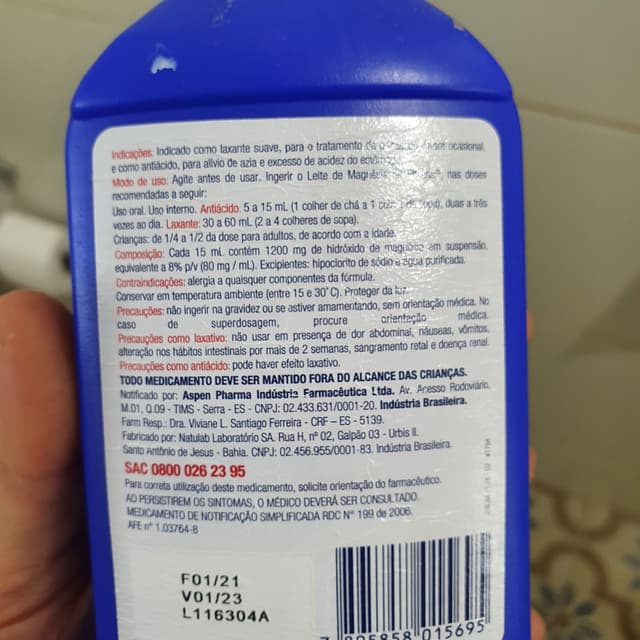 Indicações: Indicado como laxante suave, para o tratamento da ocasional,
e como antiácido, para alívio de azia e excesso de acidez do
Modo de uso: Agite antes de usar. Ingerir o Leite de nas doses
recomendadas a seguir:
Uso oral. Uso interno. Antiácido. 5 a 15 mL (1 colher de chá a 1 duas a três
vezes ao dia. Laxante: 30 a 60 mL (2 a 4 colheres de sopa).
Crianças: de 1/4 a 1/2 da dose para adultos, de acordo com a idade.
Composição: Cada 15 mL contém 1200 mg de hidróxido de magnésio em suspensão,
equivalente a 8% p/v (80 mg / mL). Excipientes: hipoclorito de sódio e água purificada.
Contraindicações: alergia a quaisquer componentes da fórmula.
Conservar em temperatura ambiente (entre 15 e 30°C). Proteger da luz.
Precauções: não ingerir na gravidez ou se estiver amamentando, sem orientação médica. No
caso de superdosagem, procure orientação médica.
Precauções como laxativo: não usar em presença de dor abdominal, náuseas, vômitos,
alteração nos hábitos intestinais por mais de 2 semanas, sangramento retal e doença renal.
Precauções como antiácido: pode haver efeito laxativo.
TODO MEDICAMENTO DEVE SER MANTIDO FORA DO ALCANCE DAS CRIANÇAS.
Notificado por: Aspen Pharma Indústria Farmacêutica Ltda. Av. Acesso Rodoviário,
M.01, Q.09 - TIMS - Serra - ES - CNPJ: 02.433.631/0001-20. Indústria Brasileira.
Farm Resp.: Dra. Viviane L. Santiago Ferreira - CRF – ES - 5139.
Fabricado por: Natulab Laboratório SA. Rua H, nº 02, Galpão 03 - Urbis II.
Santo Antônio de Jesus - Bahia. CNPJ: 02.456.955/0001-83. Indústria Brasileira.
SAC 0800 026 23 95
Para correta utilização deste medicamento, solicite orientação do farmacêutico.
AO PERSISTIREM OS SINTOMAS, O MÉDICO DEVERÁ SER CONSULTADO.
MEDICAMENTO DE NOTIFICAÇÃO SIMPLIFICADA RDC N° 199 de 2006.
AFE nº 1.03764-8
F01/21
V01/23
L116304A
7 895858 015695